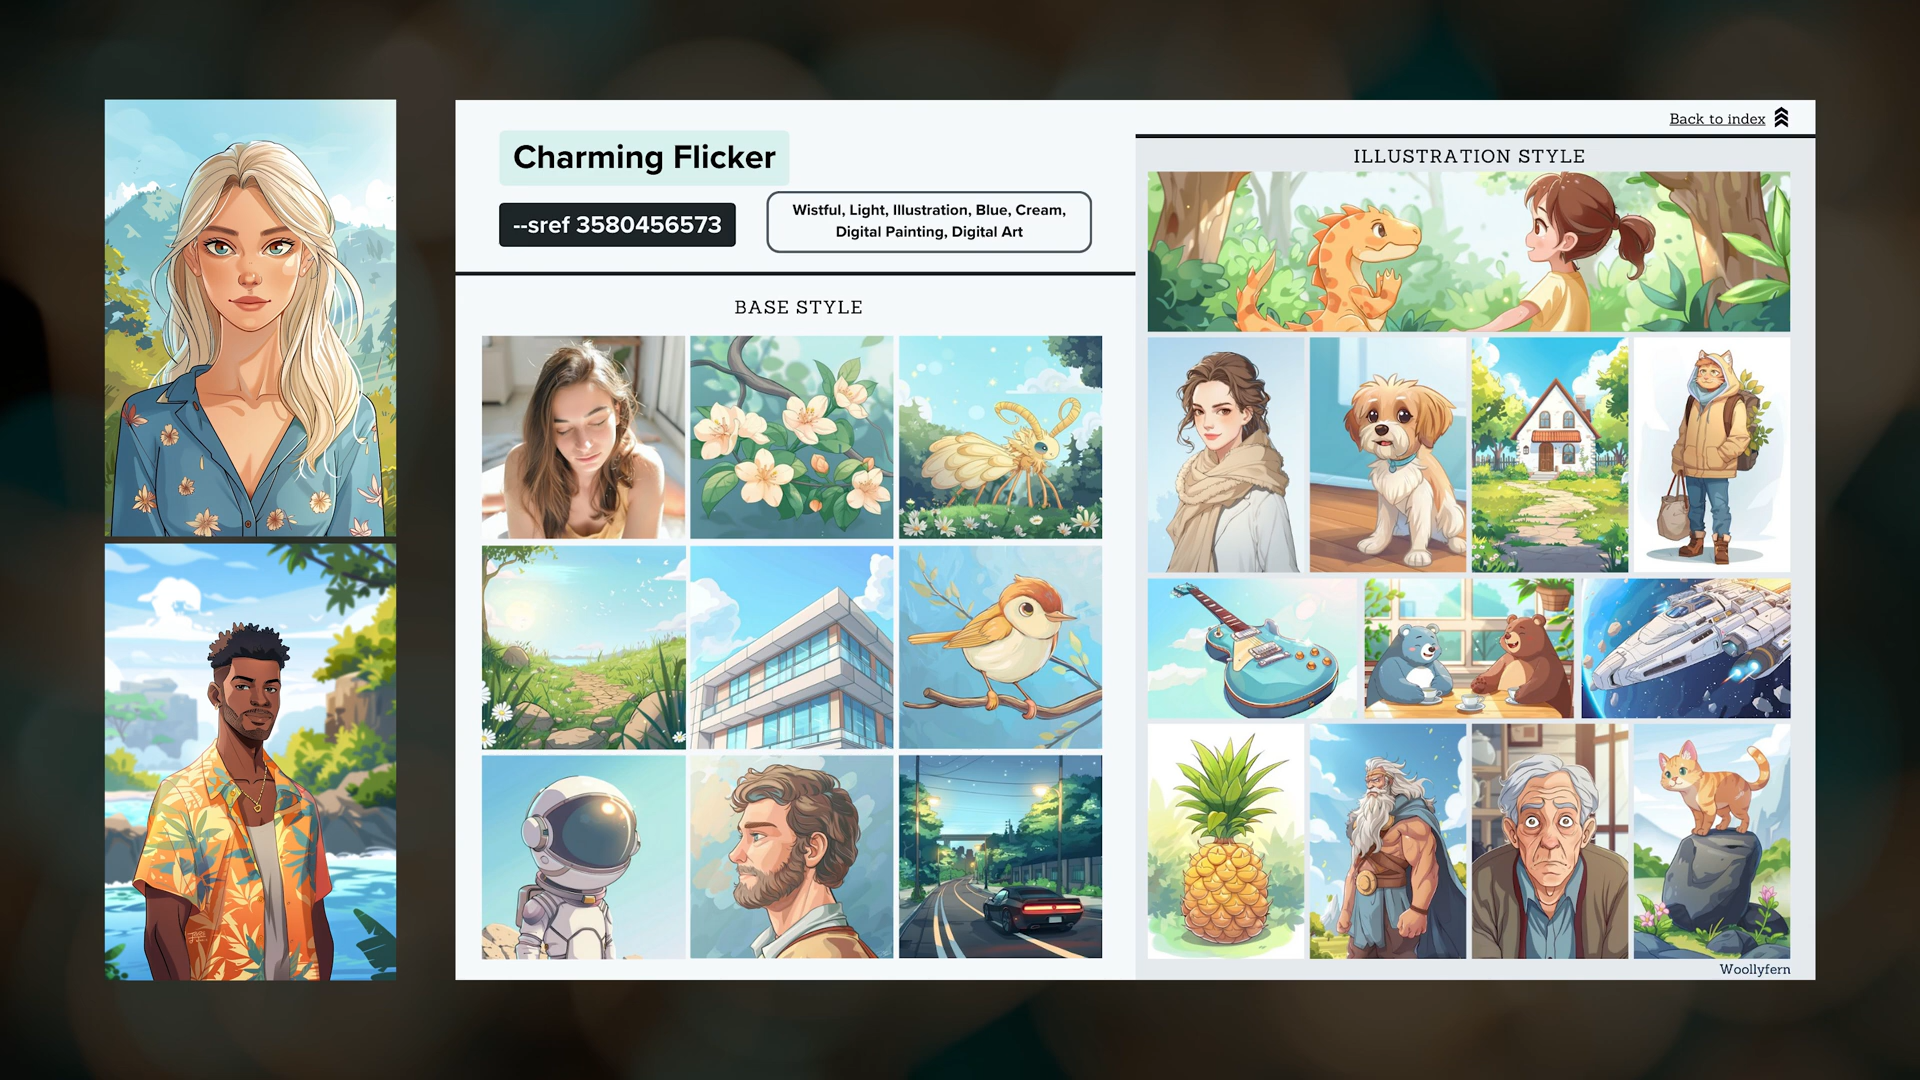 Back to index
Charming Flicker
--sref 3580456573
Wistful, Light, Illustration, Blue, Cream,
Digital Painting, Digital Art
BASE STYLE
ILLUSTRATION STYLE
Woollyfern